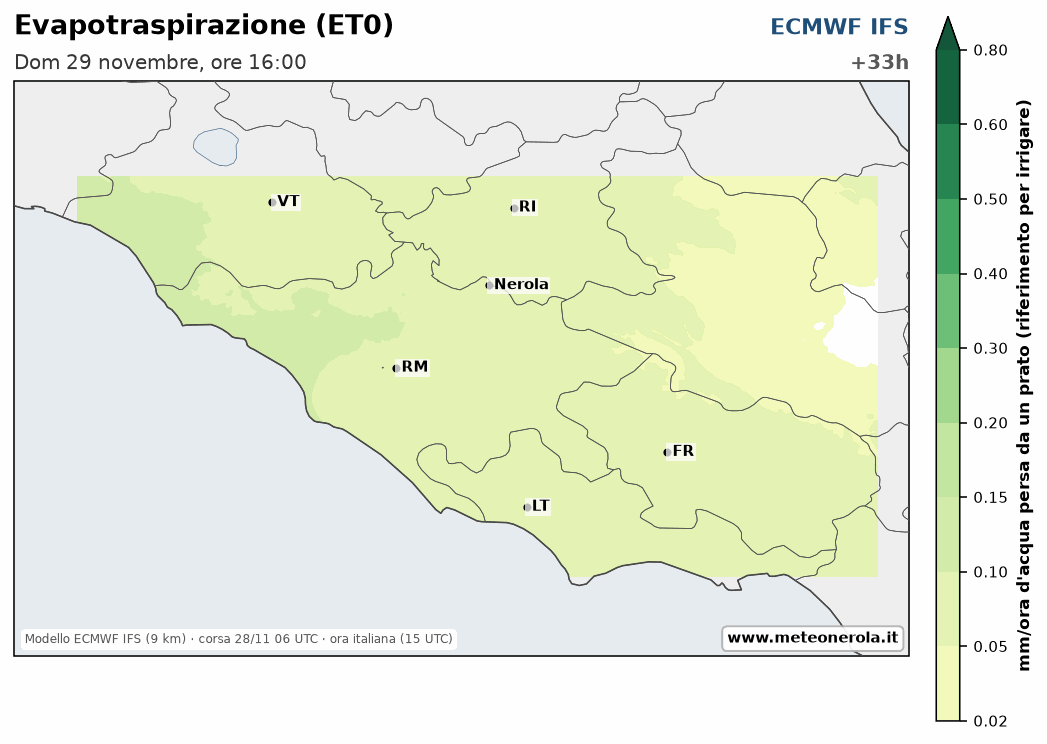 Evapotraspirazione (ET0)
ECMWF IFS
Dom 29 novembre, ore 16:00
+33h
VT
RI
Nerola
RM
FR
LT
Modello ECMWF IFS (9 km) · corsa 28/11 06 UTC · ora italiana (15 UTC)
www.meteonerola.it
0.80
0.60
0.50
0.40
0.30
0.20
0.15
0.10
0.05
0.02
mm/ora d'acqua persa da un prato (riferimento per irrigare)